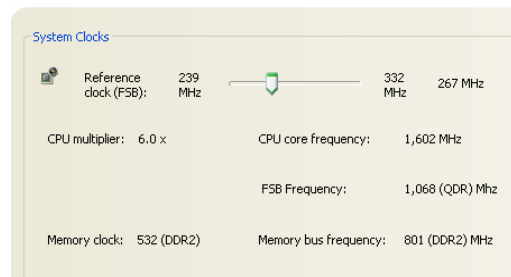 System Clocks
Reference clock (FSB): 239 MHz 332 MHz 267 MHz
CPU multiplier: 6.0 x CPU core frequency: 1,602 MHz
FSB Frequency: 1,068 (QDR) Mhz
Memory clock: 532 (DDR2) Memory bus frequency: 801 (DDR2) MHz